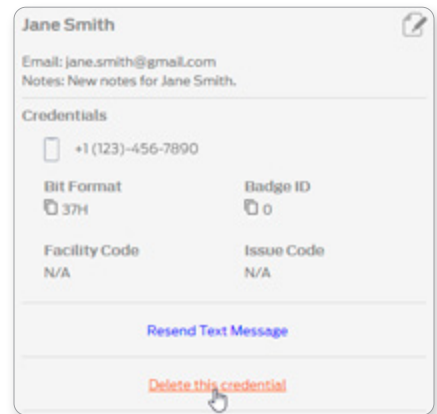 Jane Smith
Email: jane.smith@gmail.com
Notes: New notes for Jane Smith.
Credentials
+1 (123)-456-7890
Bit Format Badge ID
37H 0
Facility Code Issue Code
N/A N/A
Resend Text Message
Delete this credential